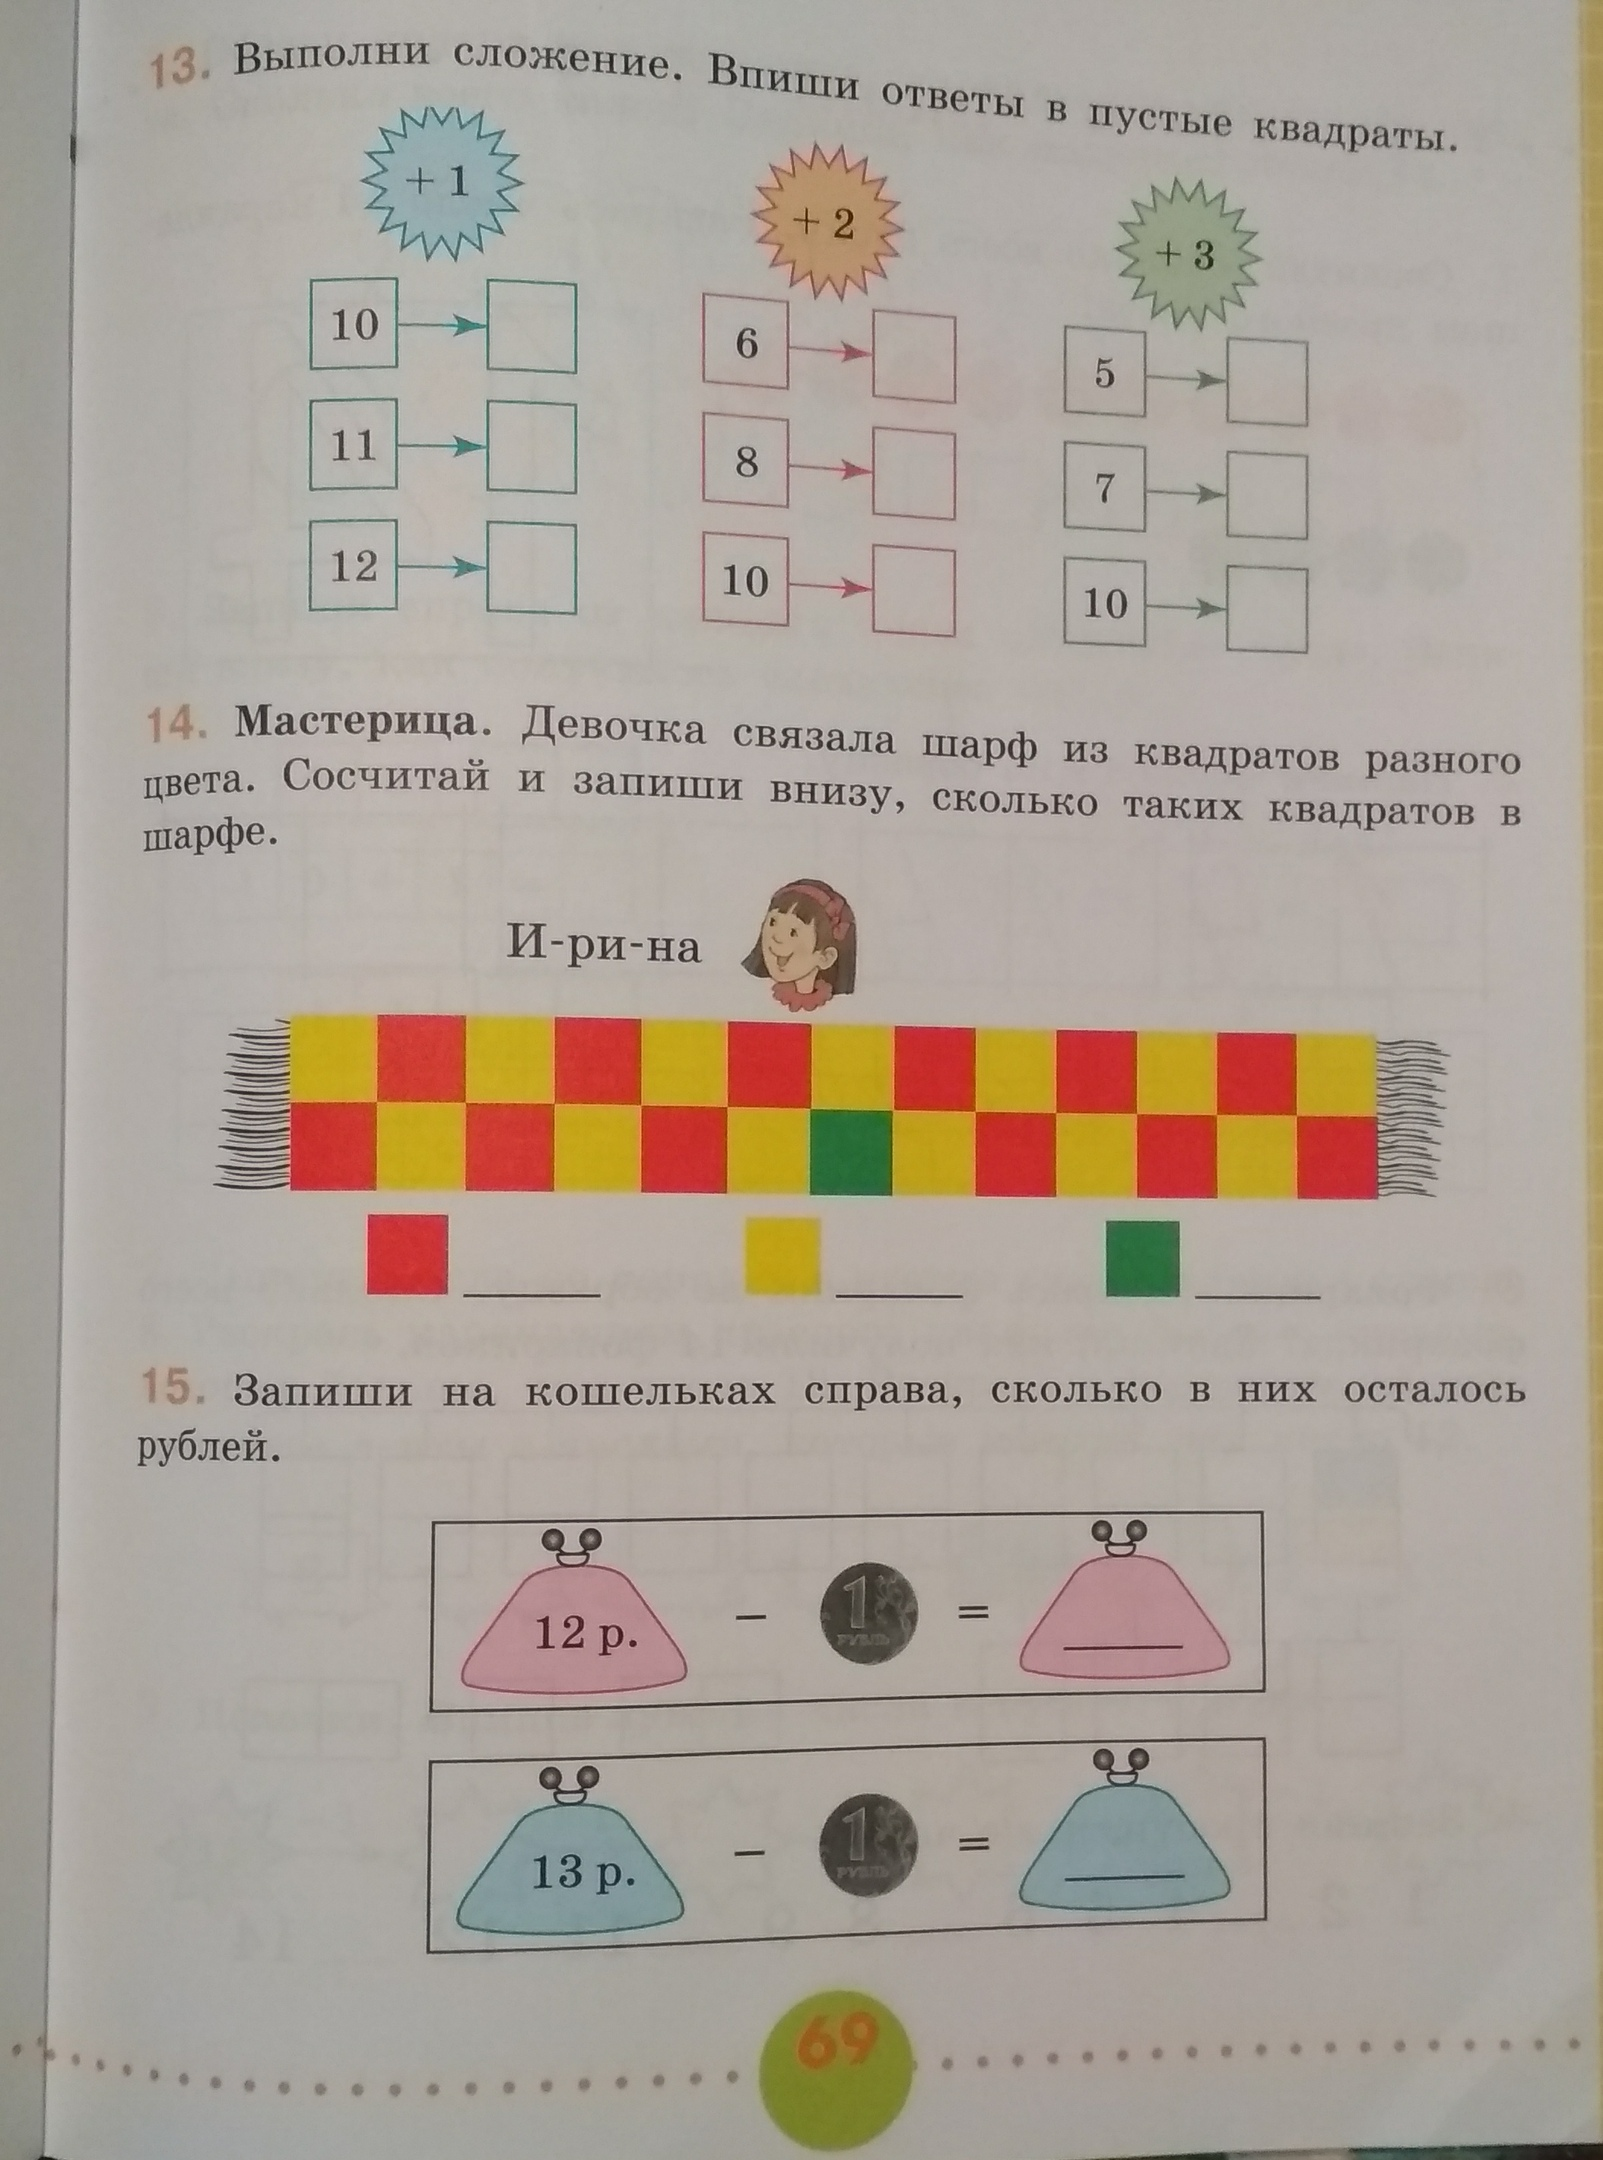 13. Выполни сложение. Впиши ответы в пустые квадраты.
+ 1
+ 2
+ 3
10
6
5
11
8
7
12
10
10
14. Мастерица. Девочка связала шарф из квадратов разного
цвета. Сосчитай и запиши внизу, сколько таких квадратов в
шарфе.
И-ри-на
15. Запиши на кошельках справа, сколько в них осталось
рублей.
12 р. – 1 РУБЛЬ =
13 р. – 1 РУБЛЬ =
69